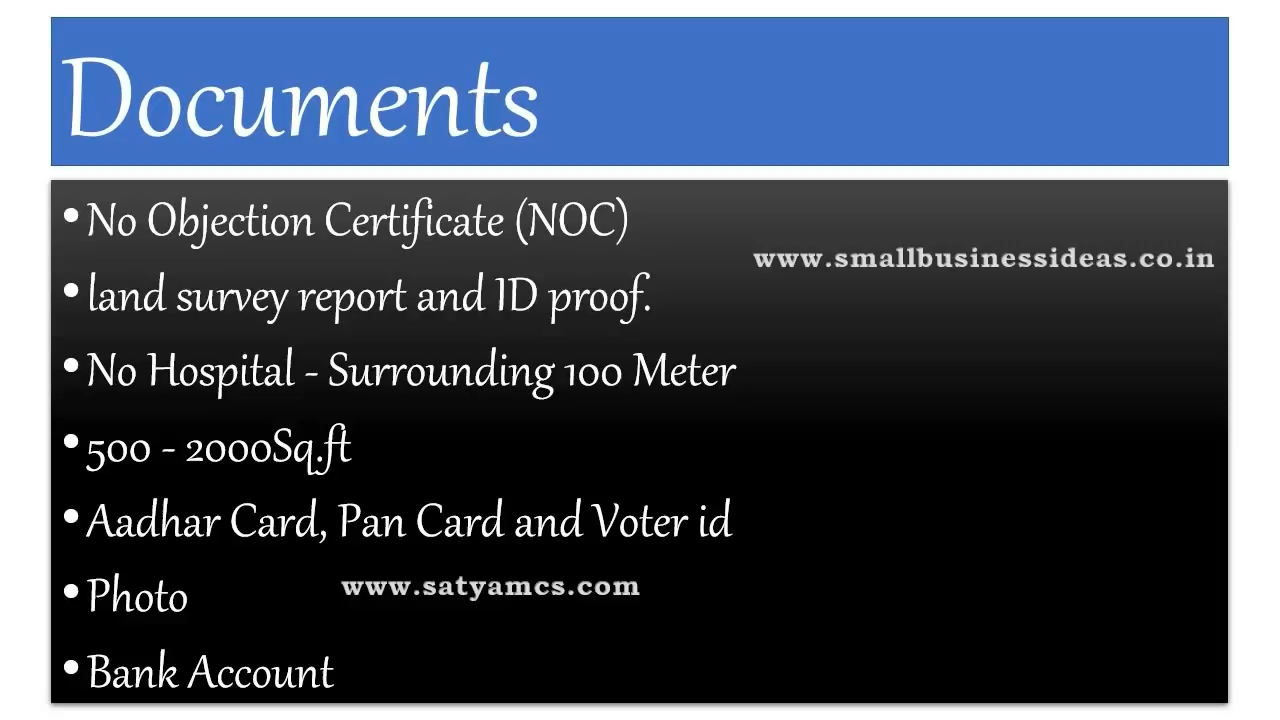 Documents
• No Objection Certificate (NOC)
www.smallbusinessideas.co.in
• land survey report and ID proof.
• No Hospital - Surrounding 100 Meter
• 500 - 2000Sq.ft
• Aadhar Card, Pan Card and Voter id
• Photo
www.satyamcs.com
• Bank Account